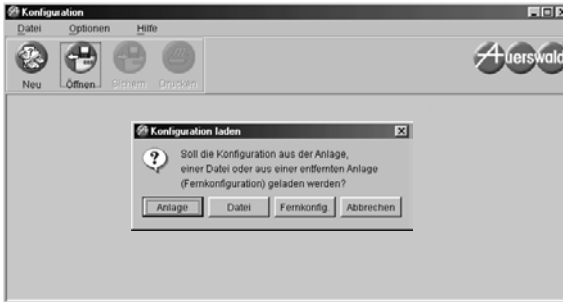 Konfiguration
Datei Optionen Hilfe
Neu Öffnen Sichern Drucken
Auerswald
Konfiguration laden
Soll die Konfiguration aus der Anlage,
einer Datei oder aus einer entfernten Anlage
(Fernkonfiguration) geladen werden?
Anlage Datei Fernkonfig. Abbrechen